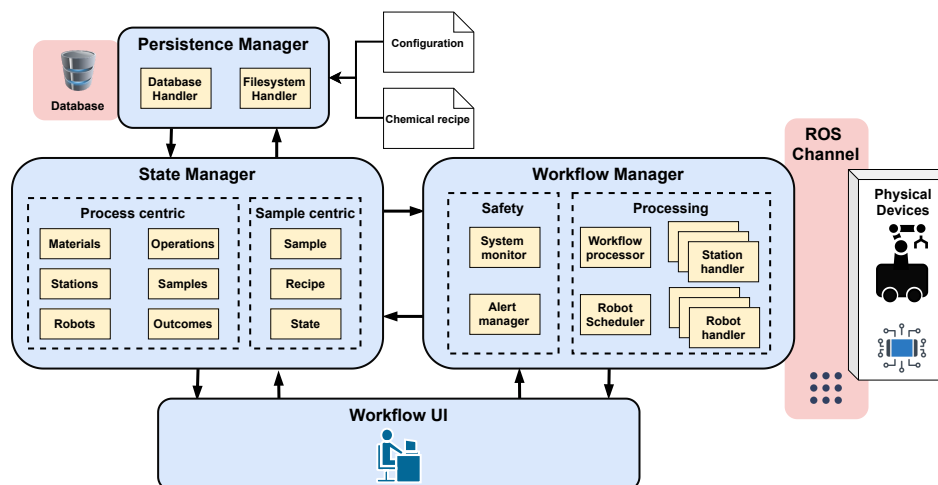 Persistence Manager
Database
Handler
Filesystem
Handler
Database
Configuration
Chemical recipe
State Manager
Process centric
Materials
Operations
Stations
Samples
Robots
Outcomes
Sample centric
Sample
Recipe
State
Workflow Manager
Safety
System
monitor
Alert
manager
Processing
Workflow
processor
Station
handler
Robot
Scheduler
Robot
handler
ROS
Channel
Physical
Devices
Workflow UI